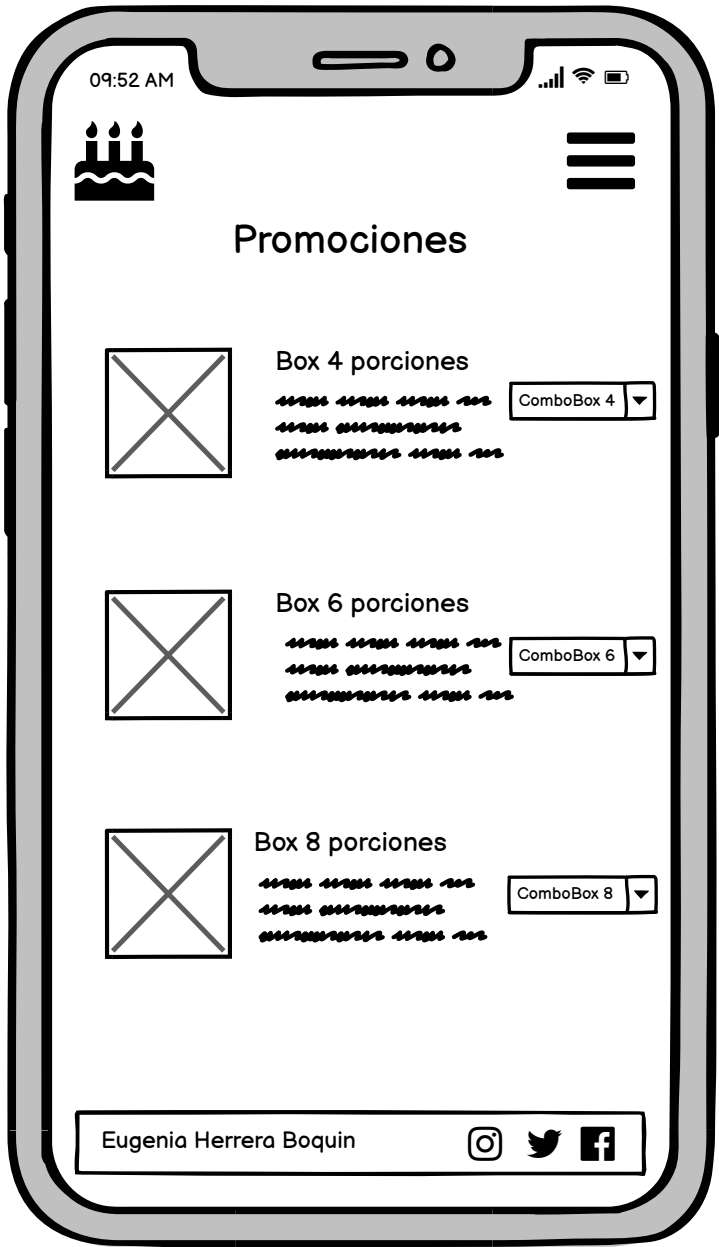 09:52 AM
Promociones
Box 4 porciones
ComboBox 4
Box 6 porciones
ComboBox 6
Box 8 porciones
ComboBox 8
Eugenia Herrera Boquin